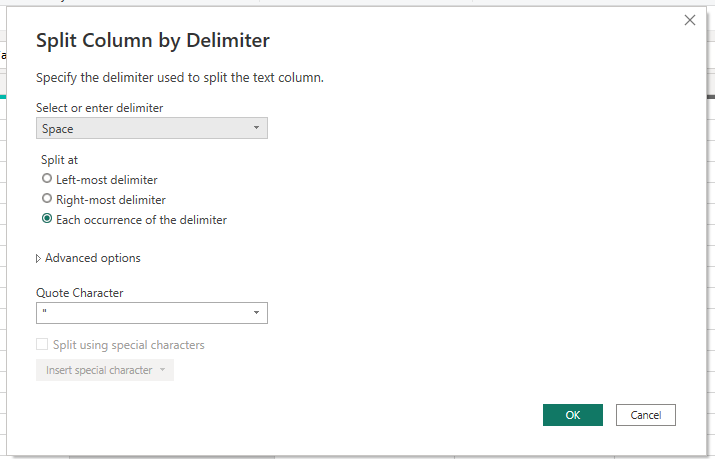 Split Column by Delimiter
Specify the delimiter used to split the text column.
Select or enter delimiter
Space
Split at
Left-most delimiter
Right-most delimiter
Each occurrence of the delimiter
Advanced options
Quote Character
"
Split using special characters
Insert special character
OK Cancel